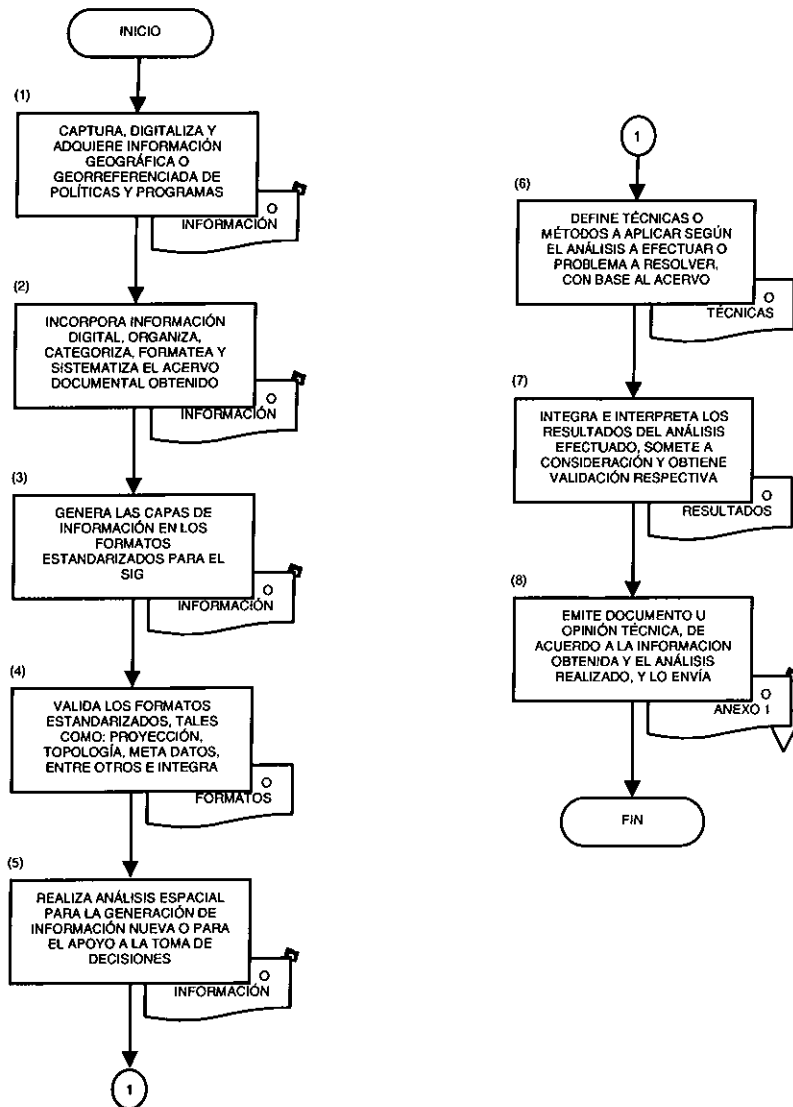 INICIO
(1)
CAPTURA, DIGITALIZA Y
ADQUIERE INFORMACIÓN
GEOGRÁFICA O
GEORREFERENCIADA DE
POLÍTICAS Y PROGRAMAS
O
INFORMACIÓN
(2)
INCORPORA INFORMACIÓN
DIGITAL, ORGANIZA,
CATEGORIZA, FORMATEA Y
SISTEMATIZA EL ACERVO
DOCUMENTAL OBTENIDO
O
INFORMACIÓN
(3)
GENERA LAS CAPAS DE
INFORMACIÓN EN LOS
FORMATOS
ESTANDARIZADOS PARA EL
SIG
O
INFORMACIÓN
(4)
VALIDA LOS FORMATOS
ESTANDARIZADOS, TALES
COMO: PROYECCIÓN,
TOPOLOGÍA, META DATOS,
ENTRE OTROS E INTEGRA
O
FORMATOS
(5)
REALIZA ANÁLISIS ESPACIAL
PARA LA GENERACIÓN DE
INFORMACIÓN NUEVA O PARA
EL APOYO A LA TOMA DE
DECISIONES
O
INFORMACIÓN
1
1
(6)
DEFINE TÉCNICAS O
MÉTODOS A APLICAR SEGÚN
EL ANÁLISIS A EFECTUAR O
PROBLEMA A RESOLVER,
CON BASE AL ACERVO
O
TÉCNICAS
(7)
INTEGRA E INTERPRETA LOS
RESULTADOS DEL ANÁLISIS
EFECTUADO, SOMETE A
CONSIDERACIÓN Y OBTIENE
VALIDACIÓN RESPECTIVA
O
RESULTADOS
(8)
EMITE DOCUMENTO U
OPINIÓN TÉCNICA, DE
ACUERDO A LA INFORMACION
OBTENIDA Y EL ANÁLISIS
REALIZADO, Y LO ENVÍA
O
ANEXO 1
FIN